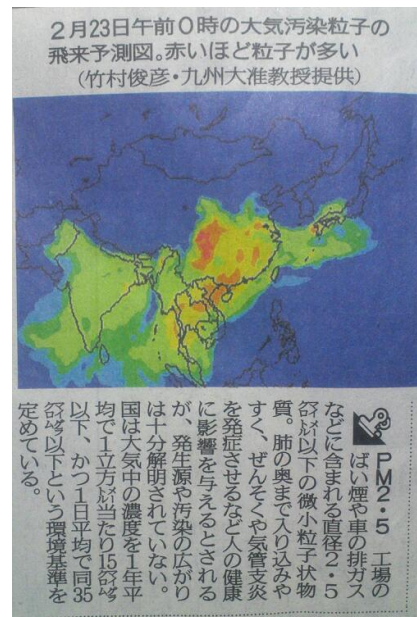 2月23日午前0時の大気汚染粒子の
飛来予測図。赤いほど粒子が多い
(竹村俊彦・九州大准教授提供)
PM2・5 工場の
ばい煙や車の排ガス
などに含まれる直径2・5
マイクロメートル以下の微小粒子状物
質。肺の奥まで入り込みや
すく、ぜんそくや気管支炎
を発症させるなど人の健康
に影響を与えるとされる
が、発生源や汚染の広がり
は十分解明されていない。
国は大気中の濃度を1年平
均で1立方メートル当たり15マイクログラム
以下、かつ1日平均で同35
マイクログラム以下という環境基準を
定めている。